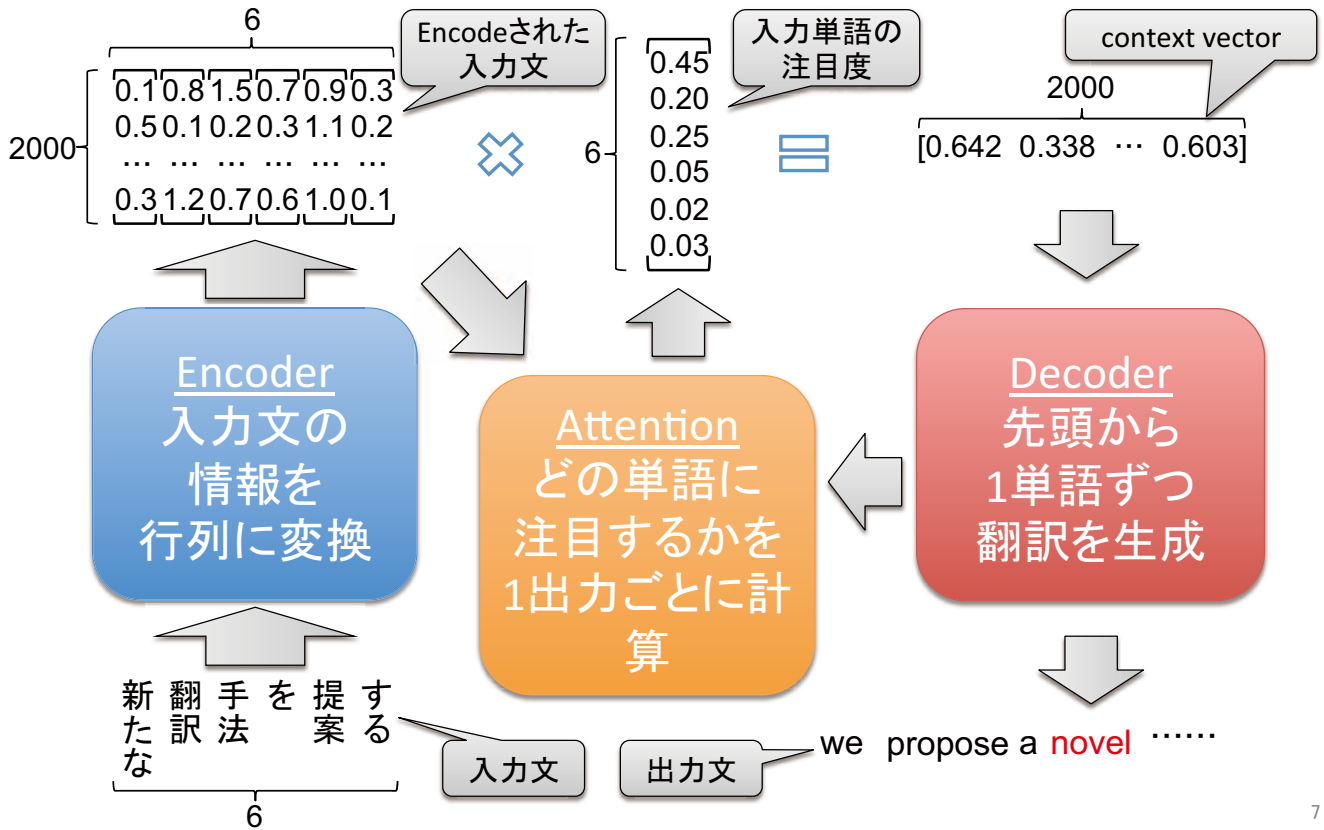 6
Encodeされた
入力文
2000
0.1 0.8 1.5 0.7 0.9 0.3
0.5 0.1 0.2 0.3 1.1 0.2
… … … … … …
0.3 1.2 0.7 0.6 1.0 0.1
6
0.45
0.20
0.25
0.05
0.02
0.03
入力単語の
注目度
context vector
2000
[0.642 0.338 … 0.603]
Encoder
入力文の
情報を
行列に変換
Attention
どの単語に
注目するかを
1出力ごとに計
算
Decoder
先頭から
1単語ずつ
翻訳を生成
新たな 翻訳 手法 を 提案 する
6
入力文
出力文
we propose a novel ……
7